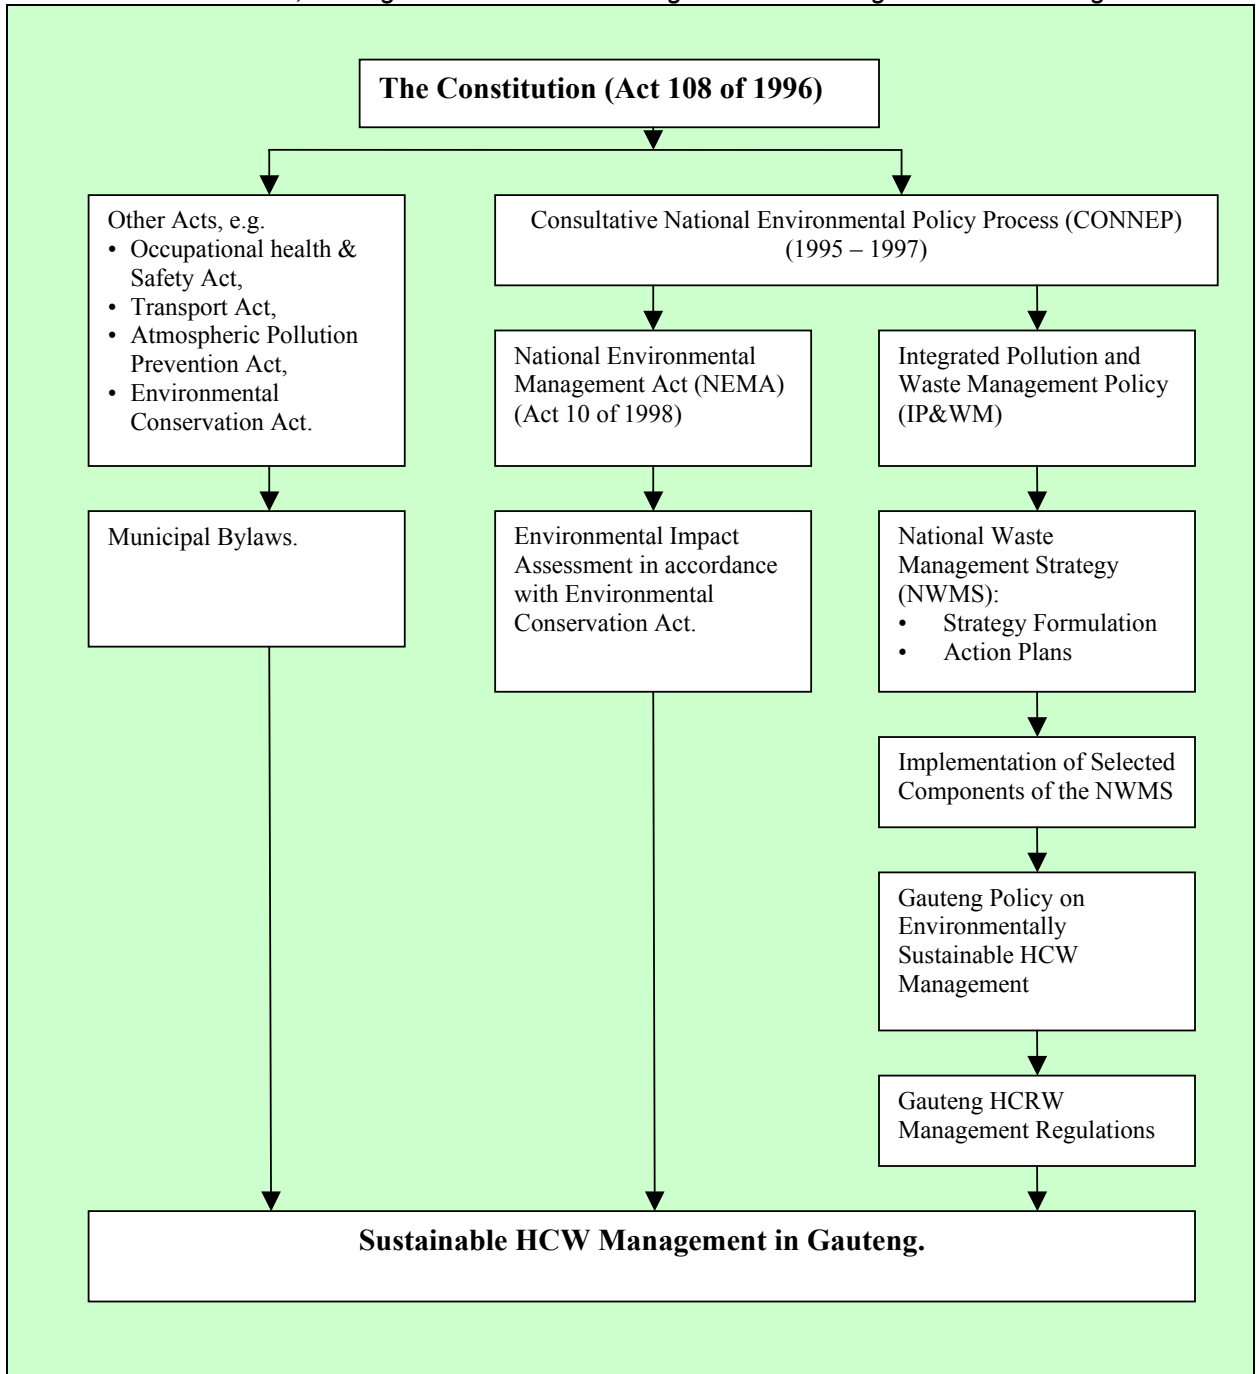 The Constitution (Act 108 of 1996)
Other Acts, e.g.
• Occupational health &
Safety Act,
• Transport Act,
• Atmospheric Pollution
Prevention Act,
• Environmental
Conservation Act.
Municipal Bylaws.
Consultative National Environmental Policy Process (CONNEP)
(1995 – 1997)
National Environmental
Management Act (NEMA)
(Act 10 of 1998)
Environmental Impact
Assessment in accordance
with Environmental
Conservation Act.
Integrated Pollution and
Waste Management Policy
(IP&WM)
National Waste
Management Strategy
(NWMS):
• Strategy Formulation
• Action Plans
Implementation of Selected
Components of the NWMS
Gauteng Policy on
Environmentally
Sustainable HCW
Management
Gauteng HCRW
Management Regulations
Sustainable HCW Management in Gauteng.